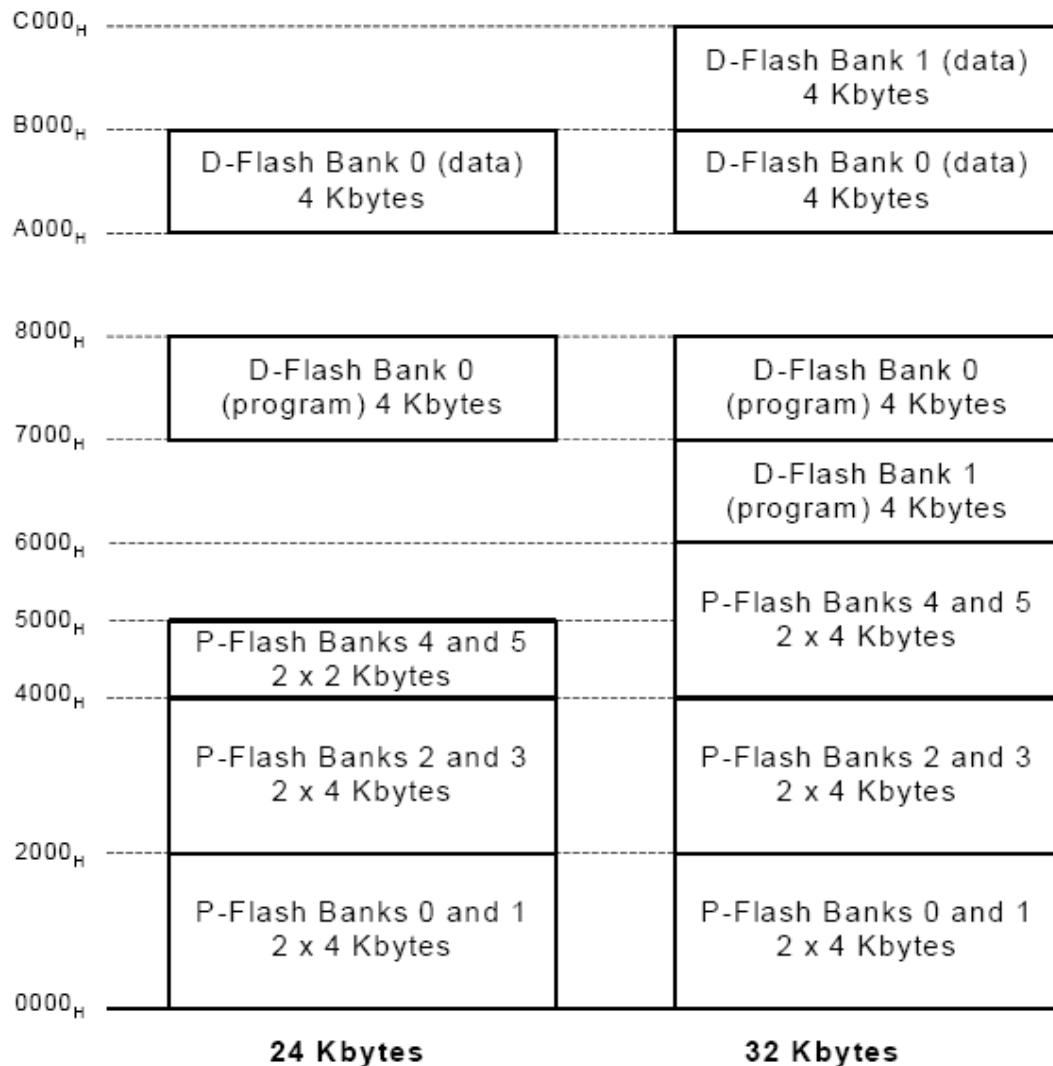 C000H
D-Flash Bank 1 (data)
4 Kbytes
B000H
D-Flash Bank 0 (data)
4 Kbytes
D-Flash Bank 0 (data)
4 Kbytes
A000H
8000H
D-Flash Bank 0
(program) 4 Kbytes
D-Flash Bank 0
(program) 4 Kbytes
7000H
D-Flash Bank 1
(program) 4 Kbytes
6000H
P-Flash Banks 4 and 5
2 x 4 Kbytes
5000H
P-Flash Banks 4 and 5
2 x 2 Kbytes
4000H
P-Flash Banks 2 and 3
2 x 4 Kbytes
P-Flash Banks 2 and 3
2 x 4 Kbytes
2000H
P-Flash Banks 0 and 1
2 x 4 Kbytes
P-Flash Banks 0 and 1
2 x 4 Kbytes
0000H
24 Kbytes
32 Kbytes